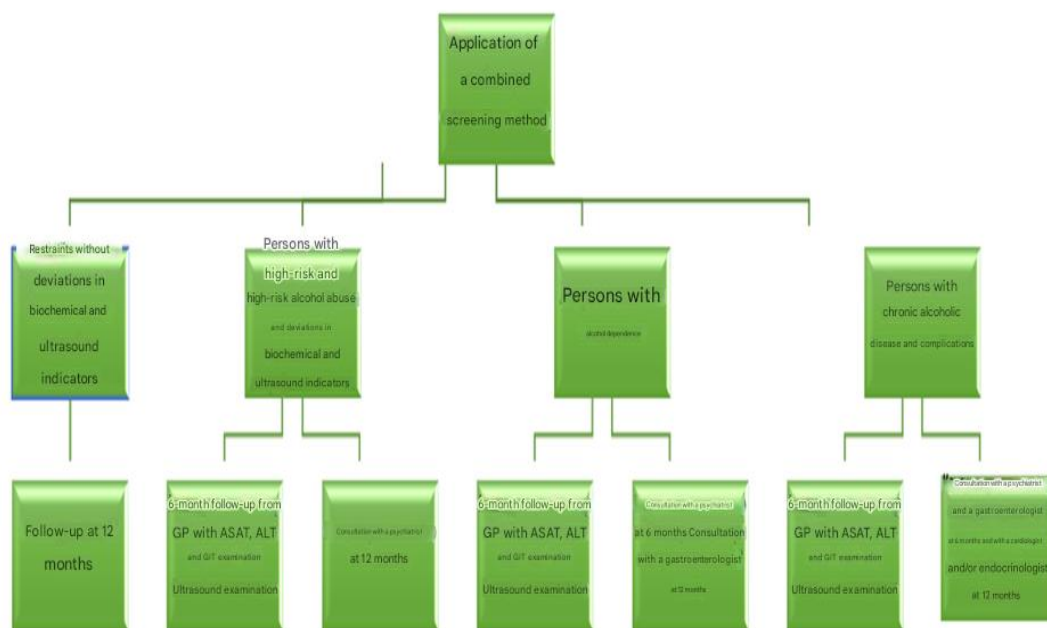 Application of
a combined
screening method
Restraints without
deviations in
biochemical and
ultrasound
indicators
Persons with
high-risk and
high-risk alcohol abuse
and deviations in
biochemical and
ultrasound indicators
Persons with
alcohol dependence
Persons with
chronic alcoholic
disease and complications
Follow-up at 12
months
6-month follow-up from
GP with ASAT, ALT
and GIT examination
Ultrasound examination
Consultation with a psychiatrist
at 12 months
6-month follow-up from
GP with ASAT, ALT
and GIT examination
Ultrasound examination
Consultation with a psychiatrist
at 6 months Consultation
with a gastroenterologist
at 12 months
6-month follow-up from
GP with ASAT, ALT
and GIT examination
Ultrasound examination
Consultation with a psychiatrist
and a gastroenterologist
at 6 months and with a cardiologist
and/or endocrinologist
at 12 months